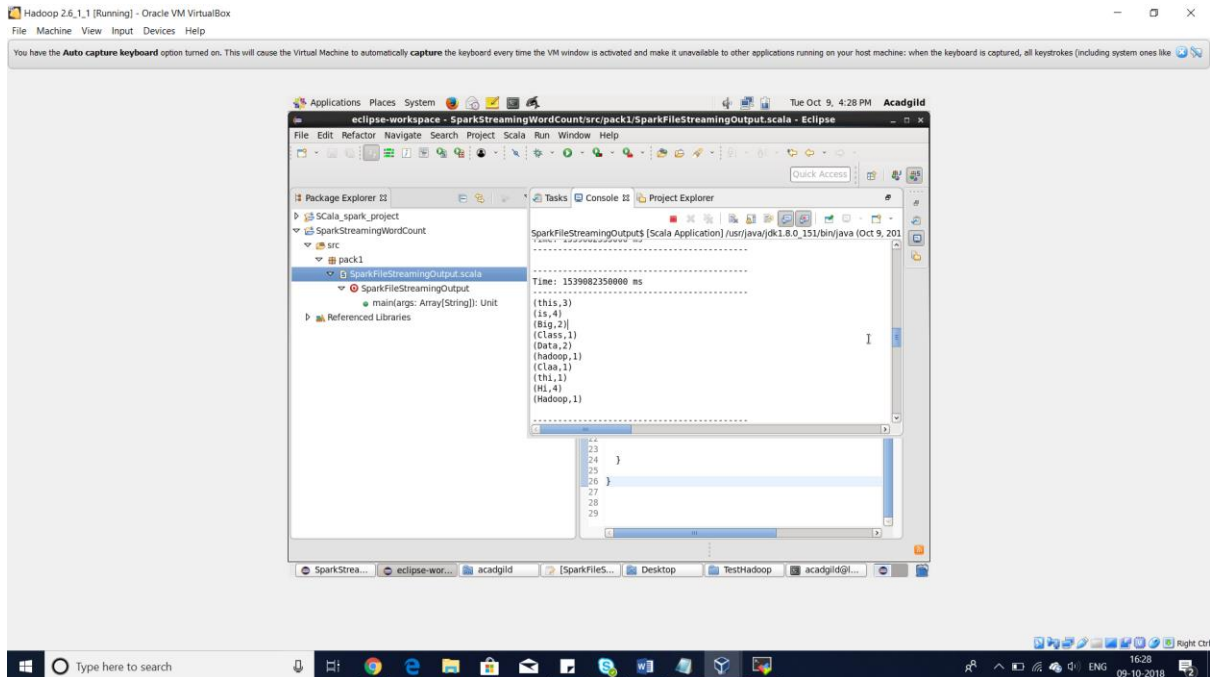 Hadoop 2.6_1_1 [Running] - Oracle VM VirtualBox
File Machine View Input Devices Help
You have the Auto capture keyboard option turned on. This will cause the Virtual Machine to automatically capture the keyboard every time the VM window is activated and make it unavailable to other applications running on your host machine: when the keyboard is captured, all keystrokes (including system ones like
Applications Places System Tue Oct 9, 4:28 PM Acadgild
eclipse-workspace - SparkStreamingWordCount/src/pack1/SparkFileStreamingOutput.scala - Eclipse
File Edit Refactor Navigate Search Project Scala Run Window Help
Quick Access
Package Explorer
SCala_spark_project
SparkStreamingWordCount
src
pack1
SparkFileStreamingOutput.scala
SparkFileStreamingOutput
main(args: Array[String]): Unit
Referenced Libraries
Tasks Console Project Explorer
SparkFileStreamingOutput$ [Scala Application] /usr/java/jdk1.8.0_151/bin/java (Oct 9, 201
-------------------------------------------
-------------------------------------------
Time: 1539082350000 ms
-------------------------------------------
(this,3)
(is,4)
(Big,2)
(Class,1)
(Data,2)
(hadoop,1)
(Claa,1)
(thi,1)
(Hi,4)
(Hadoop,1)
-------------------------------------------
22
23
24 }
25
26 }
27
28
29
SparkStrea... eclipse-wor... acadgild [SparkFileS... Desktop TestHadoop acadgild@l...
Right Ctrl
Type here to search
ENG 16:28
09-10-2018